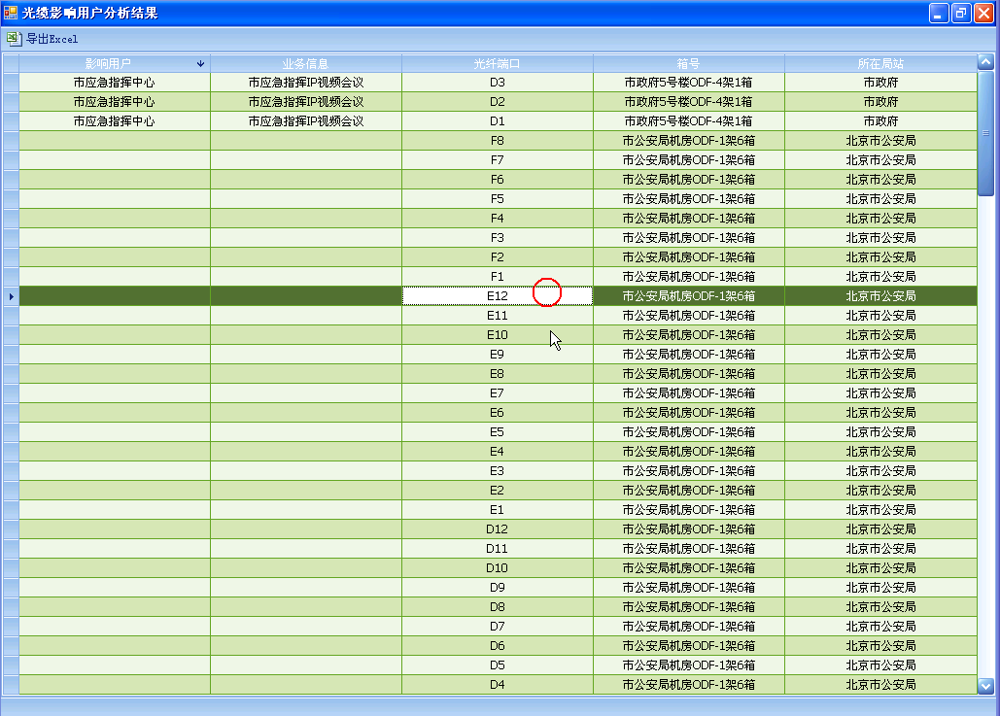 光缆影响用户分析结果
导出Excel
影响用户 业务信息 光纤端口 箱号 所在局站
市应急指挥中心 市应急指挥IP视频会议 D3 市政府5号楼ODF-4架1箱 市政府
市应急指挥中心 市应急指挥IP视频会议 D2 市政府5号楼ODF-4架1箱 市政府
市应急指挥中心 市应急指挥IP视频会议 D1 市政府5号楼ODF-4架1箱 市政府
F8 市公安局机房ODF-1架6箱 北京市公安局
F7 市公安局机房ODF-1架6箱 北京市公安局
F6 市公安局机房ODF-1架6箱 北京市公安局
F5 市公安局机房ODF-1架6箱 北京市公安局
F4 市公安局机房ODF-1架6箱 北京市公安局
F3 市公安局机房ODF-1架6箱 北京市公安局
F2 市公安局机房ODF-1架6箱 北京市公安局
F1 市公安局机房ODF-1架6箱 北京市公安局
E12 市公安局机房ODF-1架6箱 北京市公安局
E11 市公安局机房ODF-1架6箱 北京市公安局
E10 市公安局机房ODF-1架6箱 北京市公安局
E9 市公安局机房ODF-1架6箱 北京市公安局
E8 市公安局机房ODF-1架6箱 北京市公安局
E7 市公安局机房ODF-1架6箱 北京市公安局
E6 市公安局机房ODF-1架6箱 北京市公安局
E5 市公安局机房ODF-1架6箱 北京市公安局
E4 市公安局机房ODF-1架6箱 北京市公安局
E3 市公安局机房ODF-1架6箱 北京市公安局
E2 市公安局机房ODF-1架6箱 北京市公安局
E1 市公安局机房ODF-1架6箱 北京市公安局
D12 市公安局机房ODF-1架6箱 北京市公安局
D11 市公安局机房ODF-1架6箱 北京市公安局
D10 市公安局机房ODF-1架6箱 北京市公安局
D9 市公安局机房ODF-1架6箱 北京市公安局
D8 市公安局机房ODF-1架6箱 北京市公安局
D7 市公安局机房ODF-1架6箱 北京市公安局
D6 市公安局机房ODF-1架6箱 北京市公安局
D5 市公安局机房ODF-1架6箱 北京市公安局
D4 市公安局机房ODF-1架6箱 北京市公安局